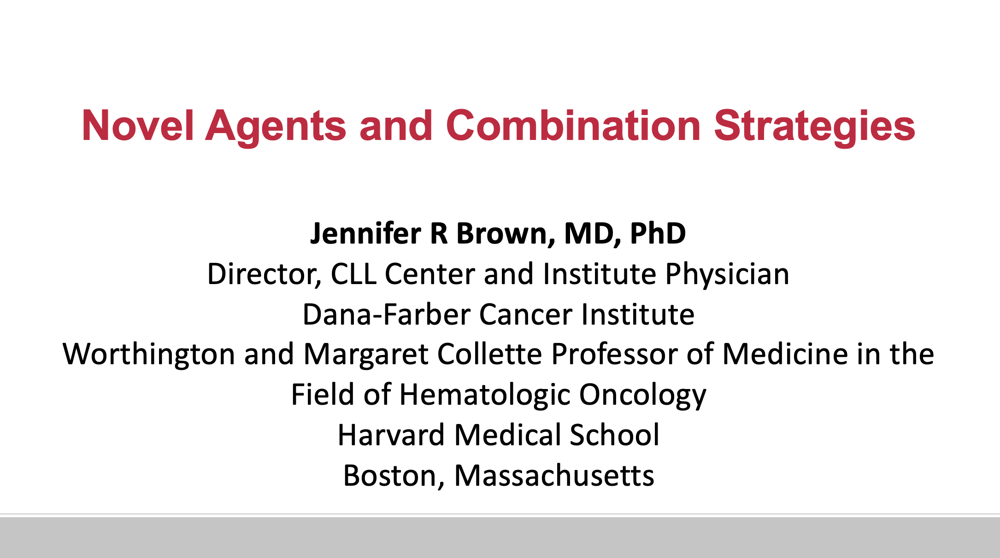 Novel Agents and Combination Strategies
Jennifer R Brown, MD, PhD
Director, CLL Center and Institute Physician
Dana-Farber Cancer Institute
Worthington and Margaret Collette Professor of Medicine in the
Field of Hematologic Oncology
Harvard Medical School
Boston, Massachusetts